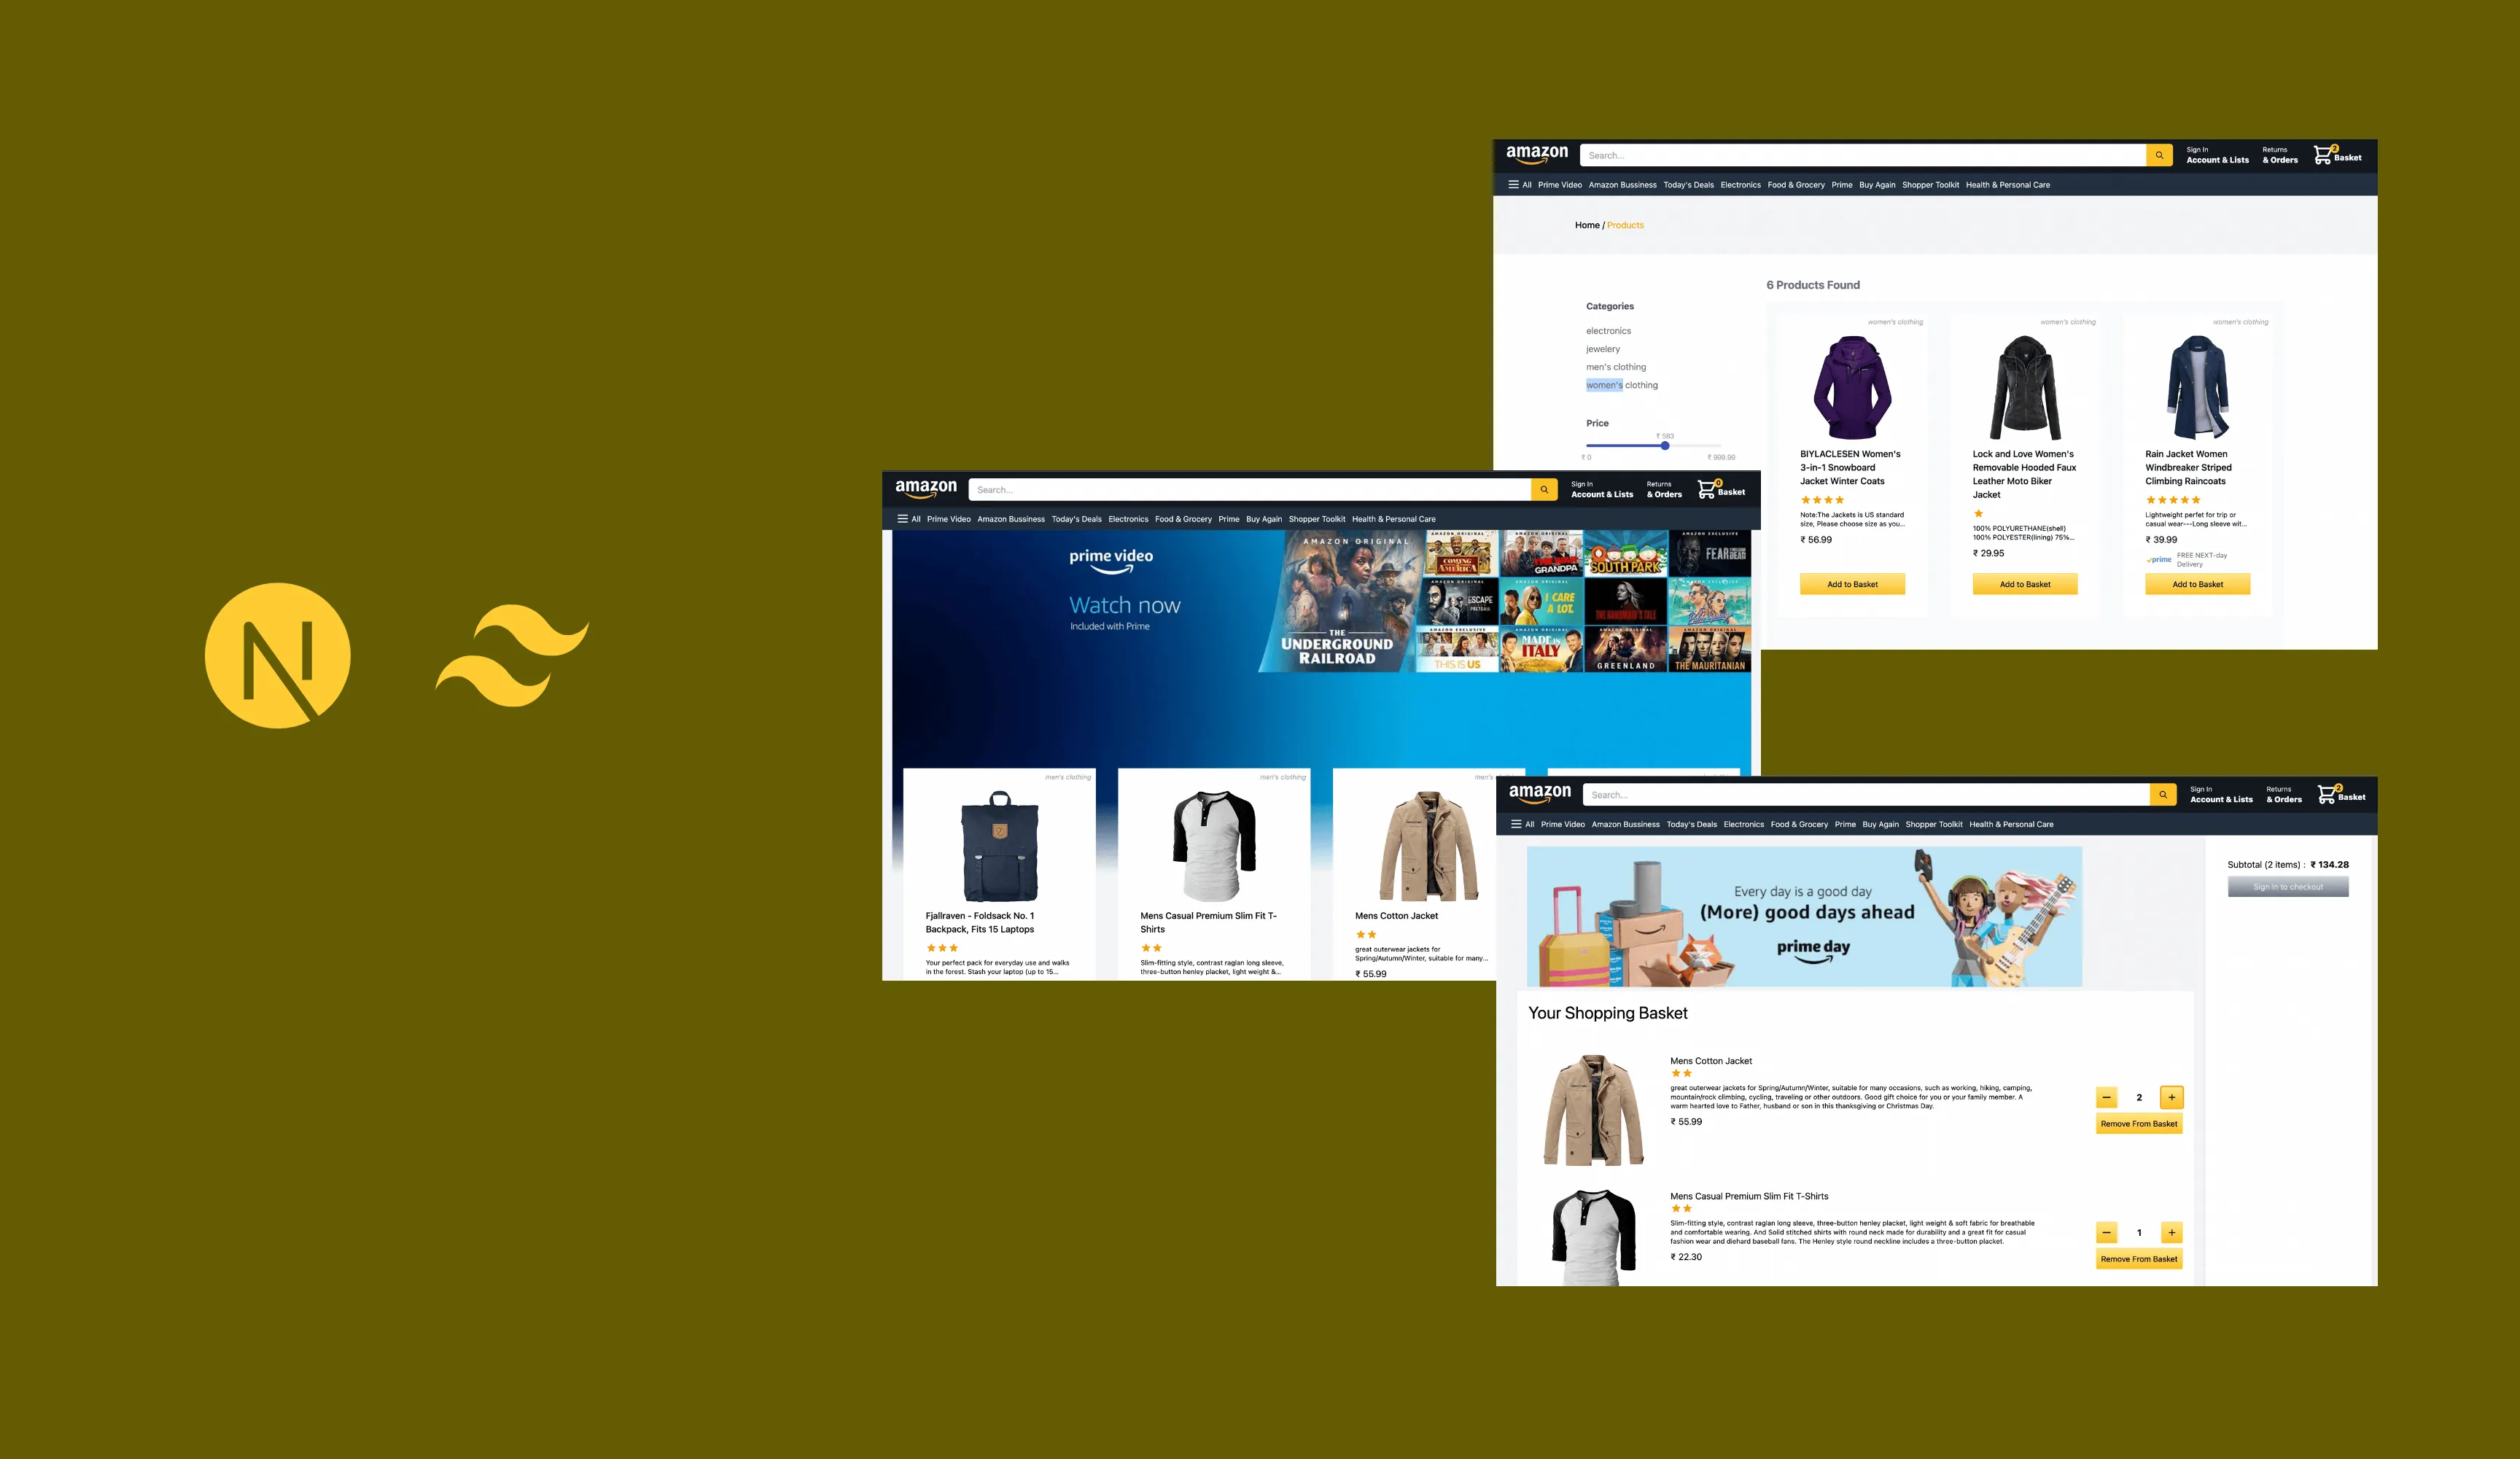 N
amazon
Search...
Sign In
Account & Lists
Returns
& Orders
2
Basket
All Prime Video Amazon Bussiness Today's Deals Electronics Food & Grocery Prime Buy Again Shopper Toolkit Health & Personal Care
Home / Products
6 Products Found
Categories
electronics
jewelery
men's clothing
women's clothing
Price
₹ 583
₹ 0
₹ 999.99
women's clothing
BIYLACLESEN Women's
3-in-1 Snowboard
Jacket Winter Coats
Note:The Jackets is US standard
size, Please choose size as you...
₹ 56.99
Add to Basket
women's clothing
Lock and Love Women's
Removable Hooded Faux
Leather Moto Biker
Jacket
100% POLYURETHANE(shell)
100% POLYESTER(lining) 75%...
₹ 29.95
Add to Basket
women's clothing
Rain Jacket Women
Windbreaker Striped
Climbing Raincoats
Lightweight perfet for trip or
casual wear---Long sleeve wit...
₹ 39.99
prime
FREE NEXT-day
Delivery
Add to Basket
amazon
Search...
Sign In
Account & Lists
Returns
& Orders
0
Basket
All Prime Video Amazon Bussiness Today's Deals Electronics Food & Grocery Prime Buy Again Shopper Toolkit Health & Personal Care
prime video
Watch now
Included with Prime
AMAZON ORIGINAL
THE
UNDERGROUND
RAILROAD
COMING
AMERICA
GRANDPA
SOUTH PARK
AMAZON EXCLUSIVE
FEAR
DEAD
AMAZON ORIGINAL
ESCAPE
PRETORIA
I CARE
A LOT.
THE HANDMAID'S TALE
AMAZON EXCLUSIVE
THIS IS US
MADE IN
ITALY
GREENLAND
THE MAURITANIAN
men's clothing
Fjallraven - Foldsack No. 1
Backpack, Fits 15 Laptops
Your perfect pack for everyday use and walks
in the forest. Stash your laptop (up to 15...
men's clothing
Mens Casual Premium Slim Fit T-
Shirts
Slim-fitting style, contrast raglan long sleeve,
three-button henley placket, light weight &...
men's
Mens Cotton Jacket
great outerwear jackets for
Spring/Autumn/Winter, suitable for many...
₹ 55.99
amazon
Search...
Sign In
Account & Lists
Returns
& Orders
2
Basket
All Prime Video Amazon Bussiness Today's Deals Electronics Food & Grocery Prime Buy Again Shopper Toolkit Health & Personal Care
Every day is a good day
(More) good days ahead
prime day
Subtotal (2 items) : ₹ 134.28
Sign in to checkout
Your Shopping Basket
Mens Cotton Jacket
great outerwear jackets for Spring/Autumn/Winter, suitable for many occasions, such as working, hiking, camping,
mountain/rock climbing, cycling, traveling or other outdoors. Good gift choice for you or your family member. A
warm hearted love to Father, husband or son in this thanksgiving or Christmas Day.
₹ 55.99
− 2 +
Remove From Basket
Mens Casual Premium Slim Fit T-Shirts
Slim-fitting style, contrast raglan long sleeve, three-button henley placket, light weight & soft fabric for breathable
and comfortable wearing. And Solid stitched shirts with round neck made for durability and a great fit for casual
fashion wear and diehard baseball fans. The Henley style round neckline includes a three-button placket.
₹ 22.30
− 1 +
Remove From Basket